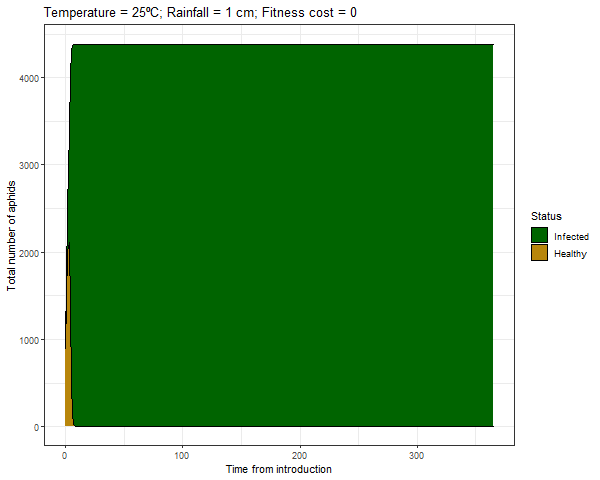 Temperature = 25ºC; Rainfall = 1 cm; Fitness cost = 0
Total number of aphids
4000
3000
2000
1000
0
0 100 200 300
Time from introduction
Status
Infected
Healthy